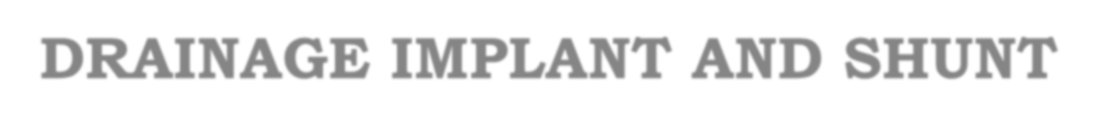 DRAINAGE IMPLANT AND SHUNT